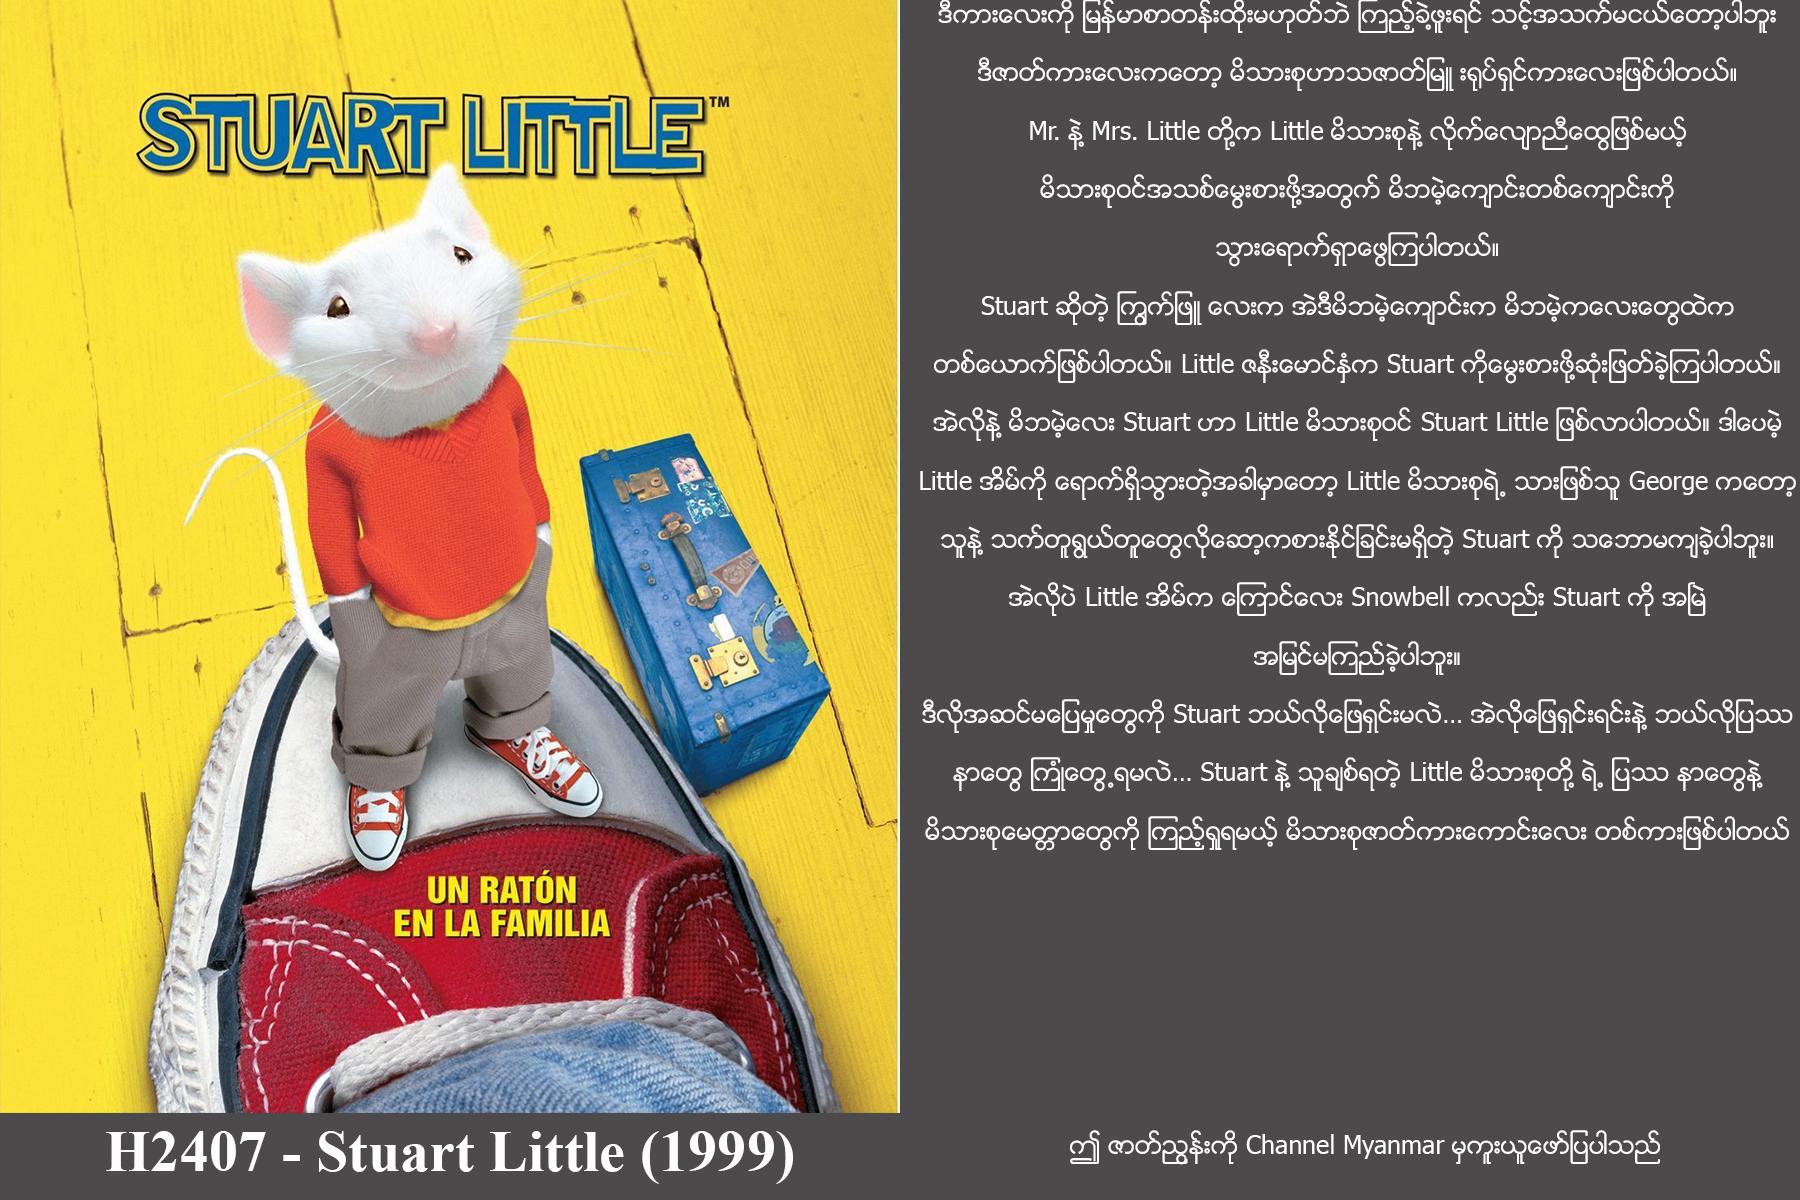 STUART LITTLE™
UN RATÓN
EN LA FAMILIA
H2407 - Stuart Little (1999)
ဒီကားလေးကို မြန်မာစာတန်းထိုးမဟုတ်ဘဲ ကြည့်ခဲ့ဖူးရင် သင့်အသက်မငယ်တော့ပါဘူး
ဒီဇာတ်ကားလေးကတော့ မိသားစုဟာသဇာတ်မြူ းရုပ်ရှင်ကားလေးဖြစ်ပါတယ်။
Mr. နဲ့ Mrs. Little တို့က Little မိသားစုနဲ့ လိုက်လျောညီထွေဖြစ်မယ့်
မိသားစုဝင်အသစ်မွေးစားဖို့အတွက် မိဘမဲ့ကျောင်းတစ်ကျောင်းကို
သွားရောက်ရှာဖွေကြပါတယ်။
Stuart ဆိုတဲ့ ကြွက်ဖြူ လေးက အဲဒီမိဘမဲ့ကျောင်းက မိဘမဲ့ကလေးတွေထဲက
တစ်ယောက်ဖြစ်ပါတယ်။ Little ဇနီးမောင်နှံက Stuart ကိုမွေးစားဖို့ဆုံးဖြတ်ခဲ့ကြပါတယ်။
အဲလိုနဲ့ မိဘမဲ့လေး Stuart ဟာ Little မိသားစုဝင် Stuart Little ဖြစ်လာပါတယ်။ ဒါပေမဲ့
Little အိမ်ကို ရောက်ရှိသွားတဲ့အခါမှာတော့ Little မိသားစုရဲ့ သားဖြစ်သူ George ကတော့
သူနဲ့ သက်တူရွယ်တူတွေလိုဆော့ကစားနိုင်ခြင်းမရှိတဲ့ Stuart ကို သဘောမကျခဲ့ပါဘူး။
အဲလိုပဲ Little အိမ်က ကြောင်လေး Snowbell ကလည်း Stuart ကို အမြဲ
အမြင်မကြည်ခဲ့ပါဘူး။
ဒီလိုအဆင်မပြေမှုတွေကို Stuart ဘယ်လိုဖြေရှင်းမလဲ... အဲလိုဖြေရှင်းရင်းနဲ့ ဘယ်လိုပြဿ
နာတွေ ကြုံတွေ့ရမလဲ... Stuart နဲ့ သူချစ်ရတဲ့ Little မိသားစုတို့ ရဲ့ ပြဿ နာတွေနဲ့
မိသားစုမေတ္တာတွေကို ကြည့်ရှုရမယ့် မိသားစုဇာတ်ကားကောင်းလေး တစ်ကားဖြစ်ပါတယ်
ဤ ဇာတ်ညွှန်းကို Channel Myanmar မှကူးယူဖော်ပြပါသည်